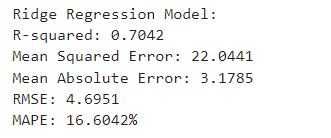 Ridge Regression Model:
R-squared: 0.7042
Mean Squared Error: 22.0441
Mean Absolute Error: 3.1785
RMSE: 4.6951
MAPE: 16.6042%